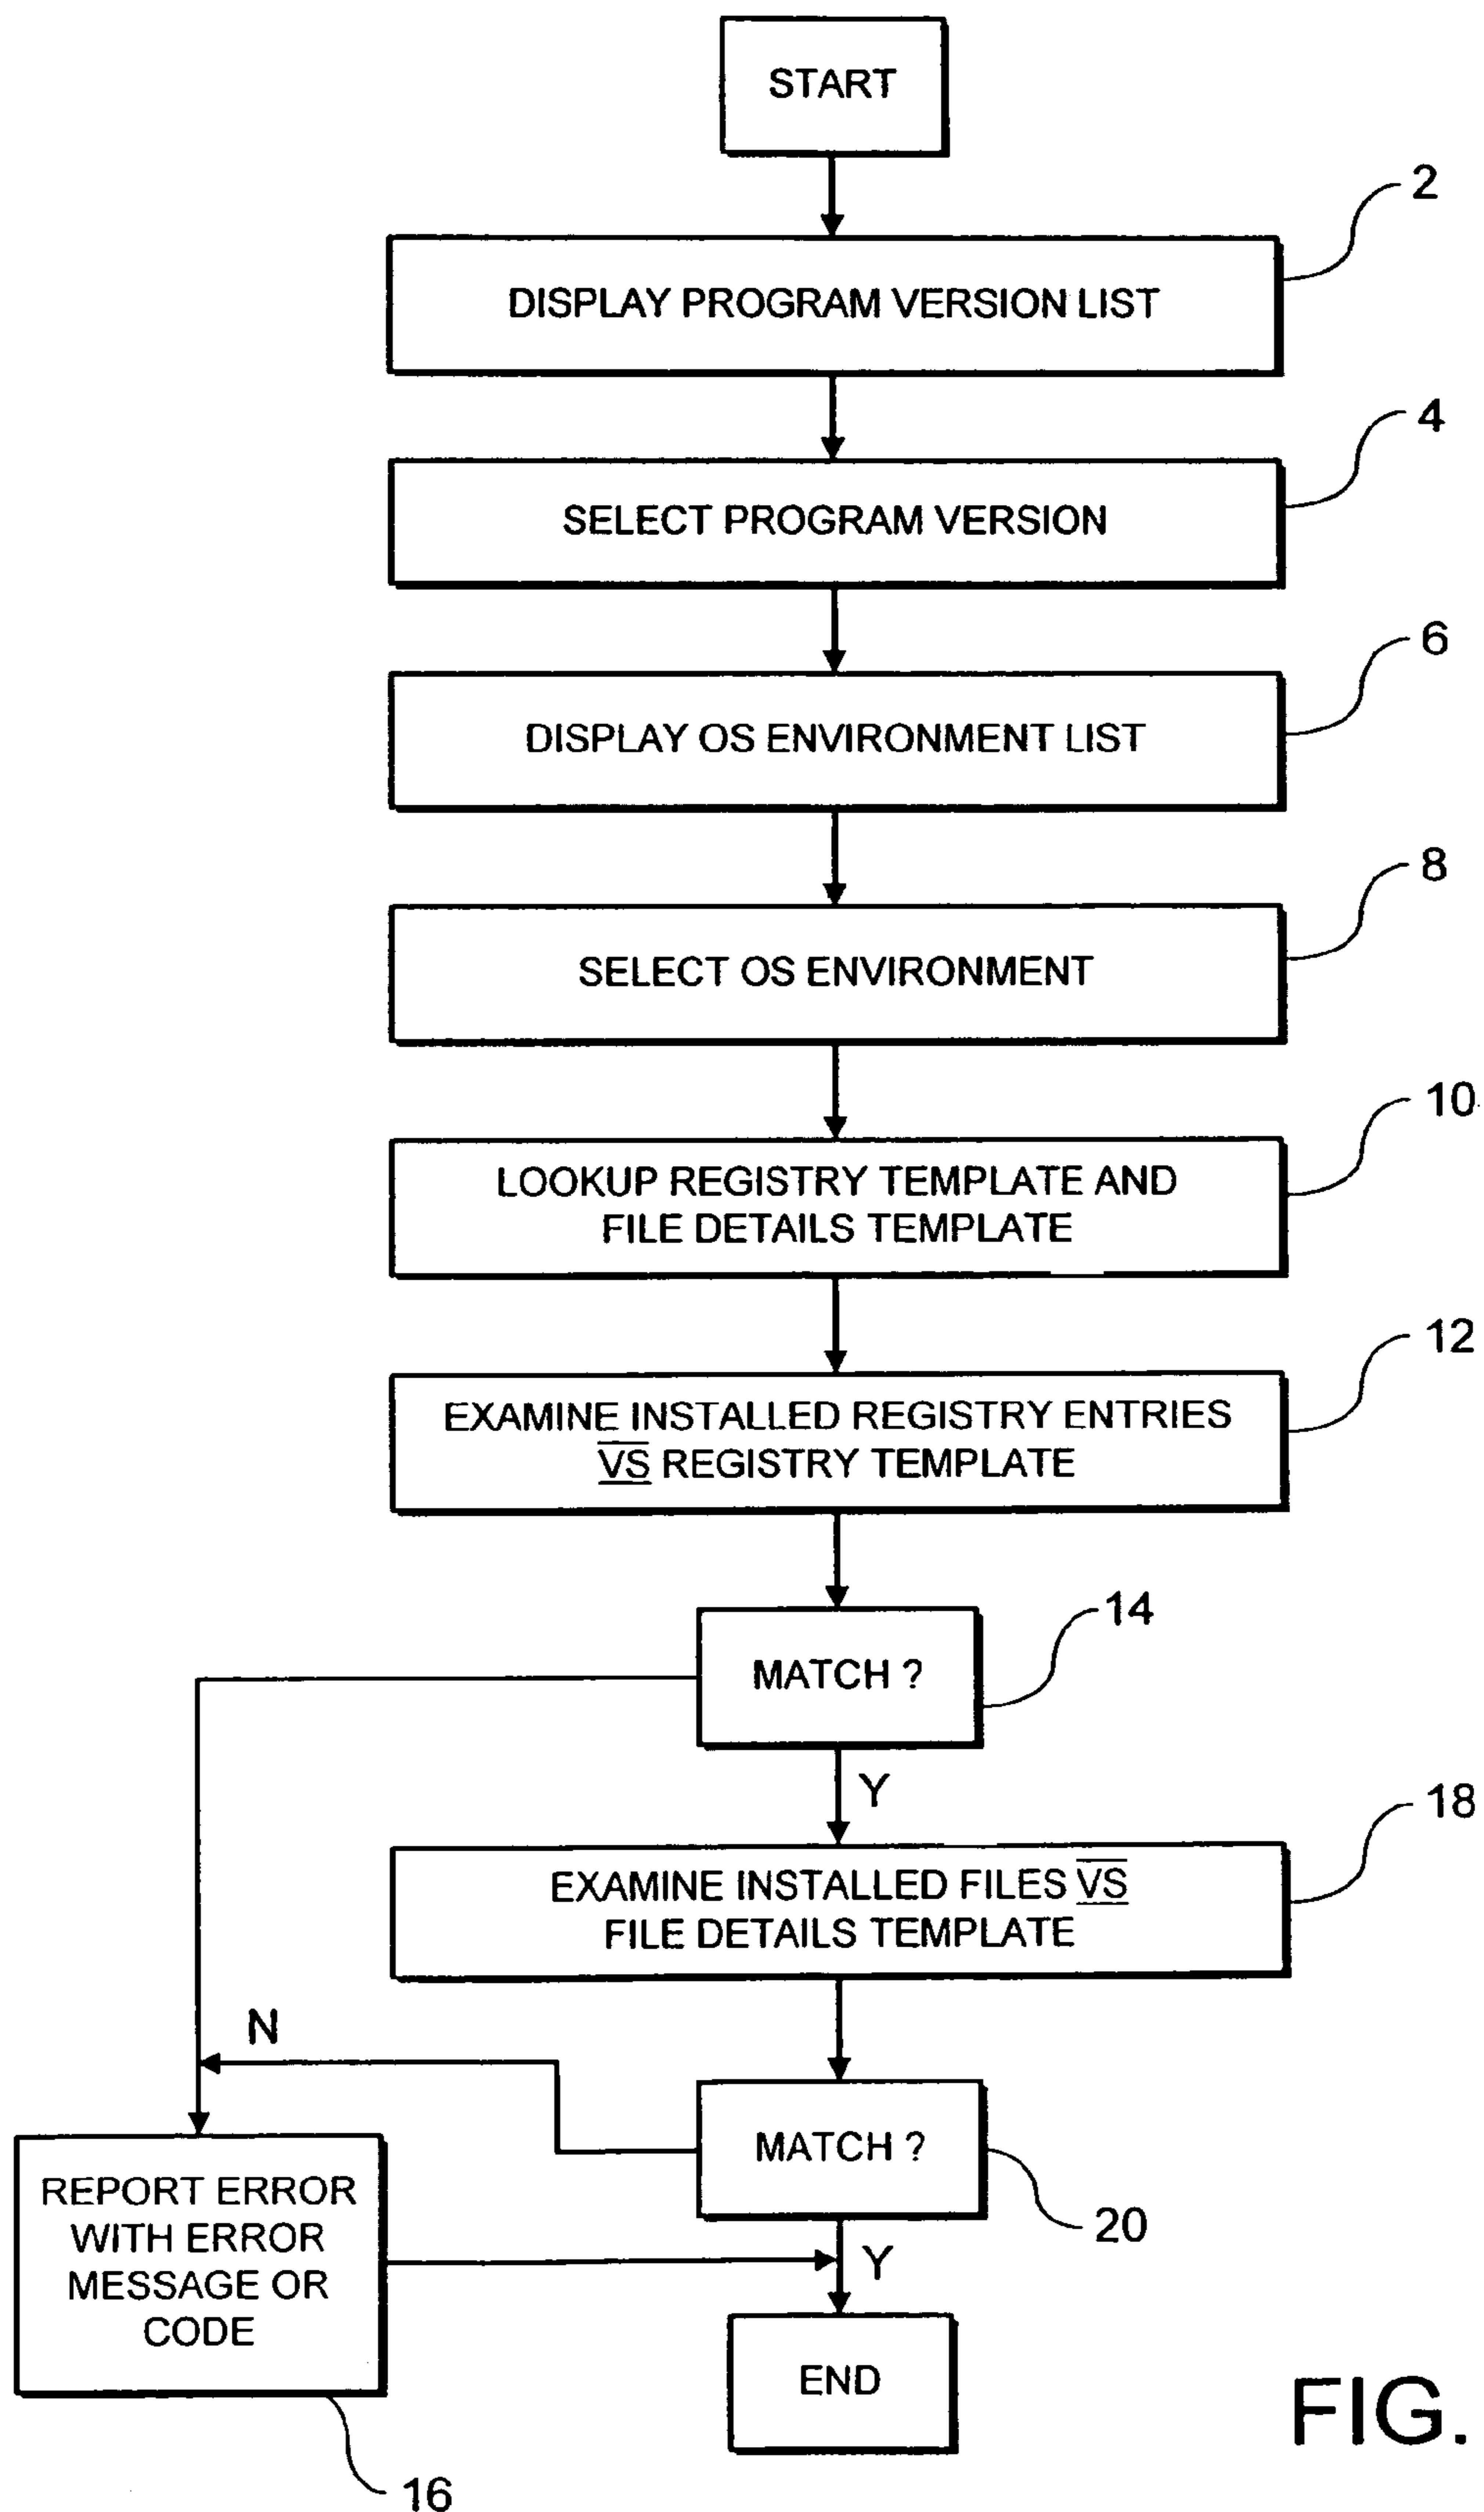 START
2
DISPLAY PROGRAM VERSION LIST
4
SELECT PROGRAM VERSION
6
DISPLAY OS ENVIRONMENT LIST
8
SELECT OS ENVIRONMENT
10
LOOKUP REGISTRY TEMPLATE AND
FILE DETAILS TEMPLATE
12
EXAMINE INSTALLED REGISTRY ENTRIES
VS REGISTRY TEMPLATE
14
MATCH ?
Y
18
EXAMINE INSTALLED FILES VS
FILE DETAILS TEMPLATE
N
MATCH ?
20
REPORT ERROR
WITH ERROR
MESSAGE OR
CODE
Y
END
16
FIG.